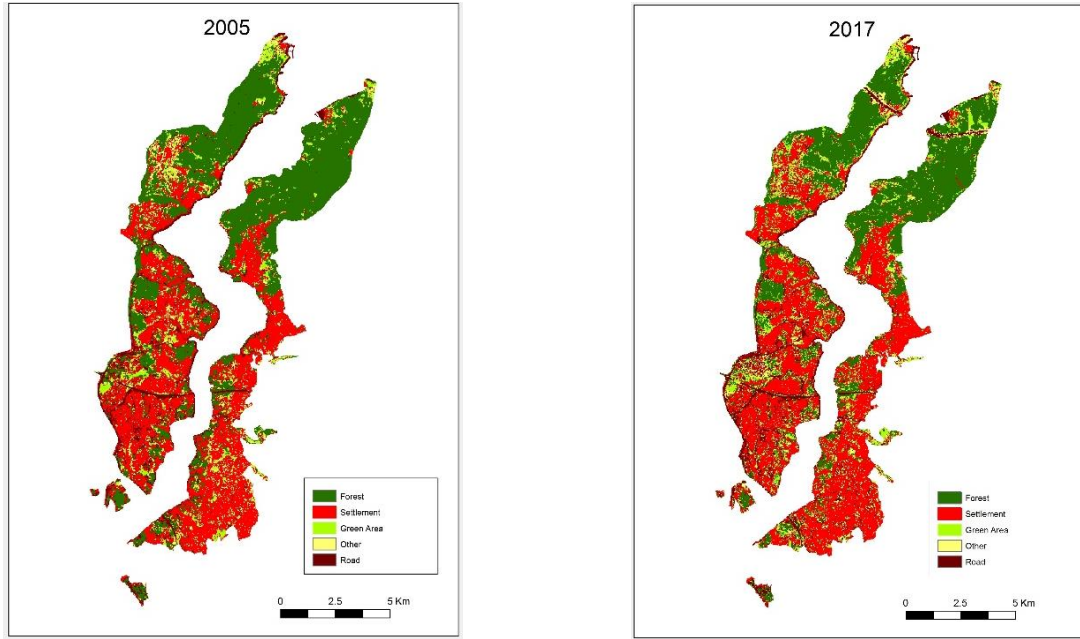 2005
Forest
Settlement
Green Area
Other
Road
0 2.5 5 Km
2017
Forest
Settlement
Green Area
Other
Road
0 2.5 5 Km